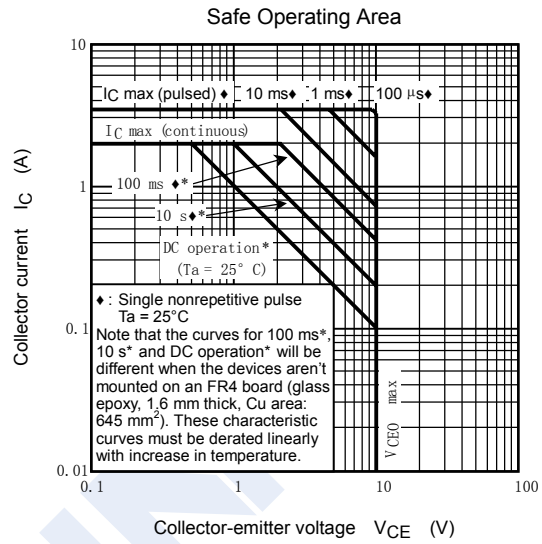 Safe Operating Area
10
IC max (pulsed) ♦ 10 ms♦ 1 ms♦ 100 μs♦
IC max (continuous)
100 ms ♦*
1
10 s♦*
DC operation*
(Ta = 25° C)
♦ : Single nonrepetitive pulse
Ta = 25°C
Note that the curves for 100 ms*,
10 s* and DC operation* will be
different when the devices aren't
mounted on an FR4 board (glass
epoxy, 1.6 mm thick, Cu area:
645 mm²). These characteristic
curves must be derated linearly
with increase in temperature.
0.1
0.01
VCEO max
Collector current IC (A)
0.1 1 10 100
Collector-emitter voltage VCE (V)